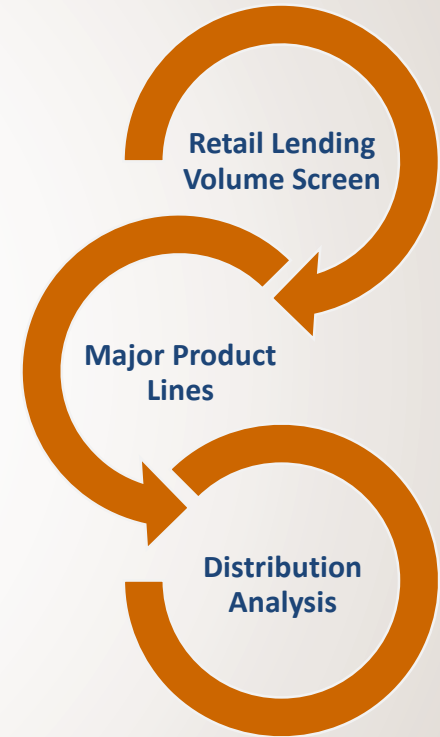 Retail Lending
Volume Screen
Major Product
Lines
Distribution
Analysis